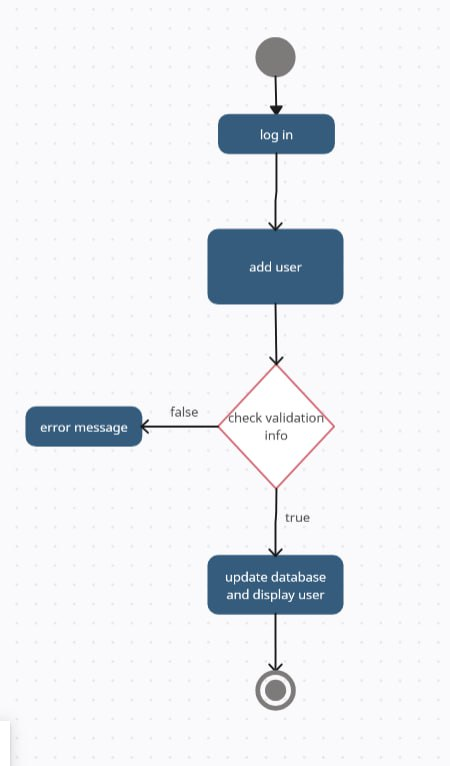 log in
add user
check validation
info
false
error message
true
update database
and display user